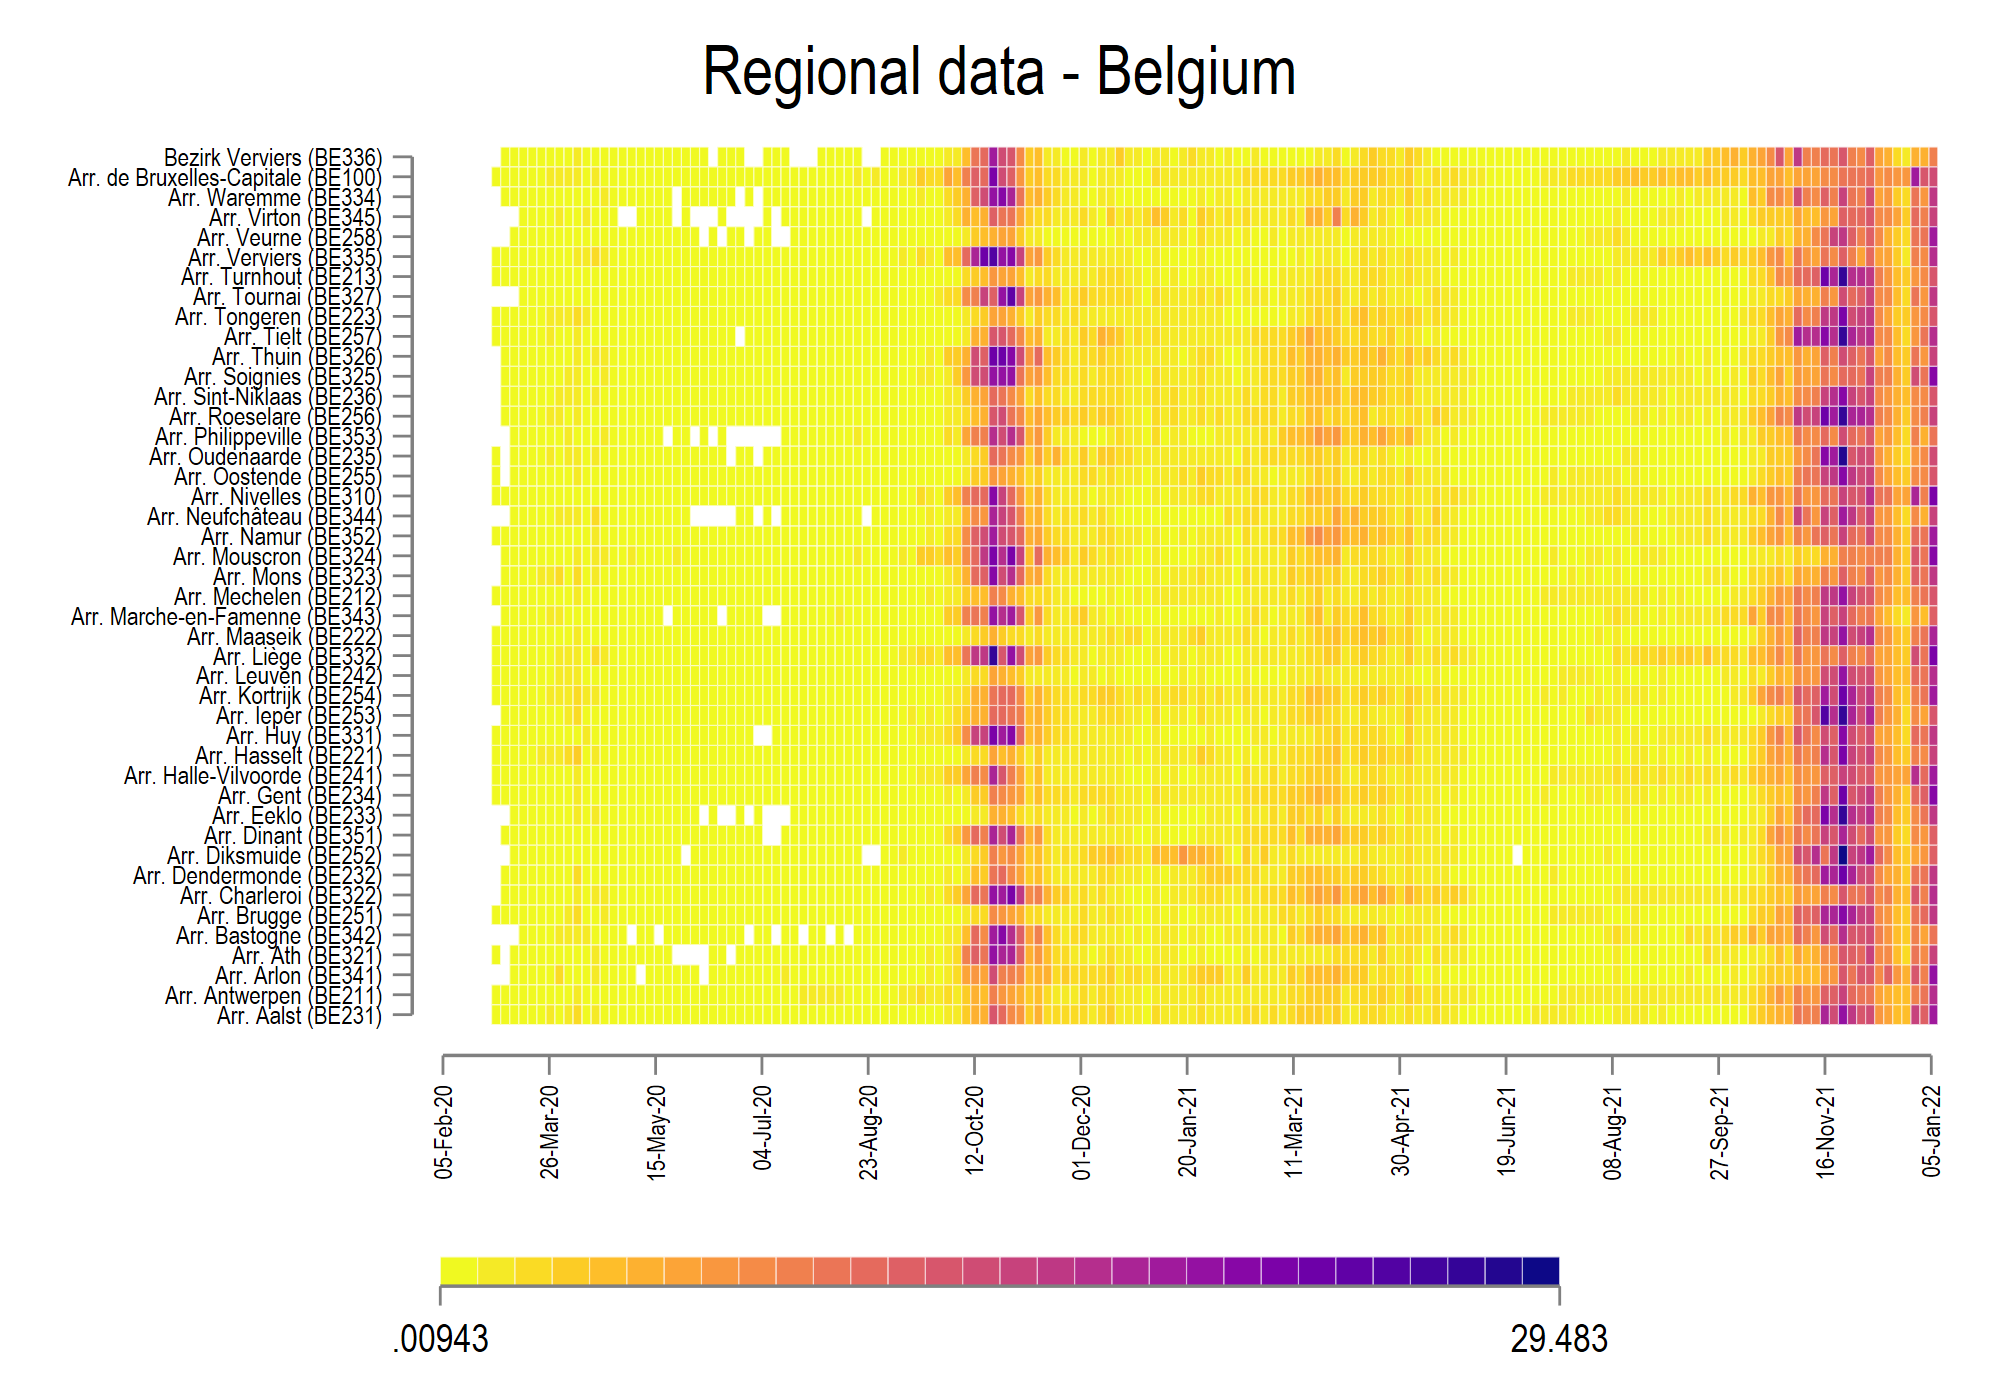 Regional data - Belgium
Bezirk Verviers (BE336)
Arr. de Bruxelles-Capitale (BE100)
Arr. Waremme (BE334)
Arr. Virton (BE345)
Arr. Veurne (BE258)
Arr. Verviers (BE335)
Arr. Turnhout (BE213)
Arr. Tournai (BE327)
Arr. Tongeren (BE223)
Arr. Tielt (BE257)
Arr. Thuin (BE326)
Arr. Soignies (BE325)
Arr. Sint-Niklaas (BE236)
Arr. Roeselare (BE256)
Arr. Philippeville (BE353)
Arr. Oudenaarde (BE235)
Arr. Oostende (BE255)
Arr. Nivelles (BE310)
Arr. Neufchâteau (BE344)
Arr. Namur (BE352)
Arr. Mouscron (BE324)
Arr. Mons (BE323)
Arr. Mechelen (BE212)
Arr. Marche-en-Famenne (BE343)
Arr. Maaseik (BE222)
Arr. Liège (BE332)
Arr. Leuven (BE242)
Arr. Kortrijk (BE254)
Arr. Ieper (BE253)
Arr. Huy (BE331)
Arr. Hasselt (BE221)
Arr. Halle-Vilvoorde (BE241)
Arr. Gent (BE234)
Arr. Eeklo (BE233)
Arr. Dinant (BE351)
Arr. Diksmuide (BE252)
Arr. Dendermonde (BE232)
Arr. Charleroi (BE322)
Arr. Brugge (BE251)
Arr. Bastogne (BE342)
Arr. Ath (BE321)
Arr. Arlon (BE341)
Arr. Antwerpen (BE211)
Arr. Aalst (BE231)
05-Feb-20
26-Mar-20
15-May-20
04-Jul-20
23-Aug-20
12-Oct-20
01-Dec-20
20-Jan-21
11-Mar-21
30-Apr-21
19-Jun-21
08-Aug-21
27-Sep-21
16-Nov-21
05-Jan-22
.00943
29.483